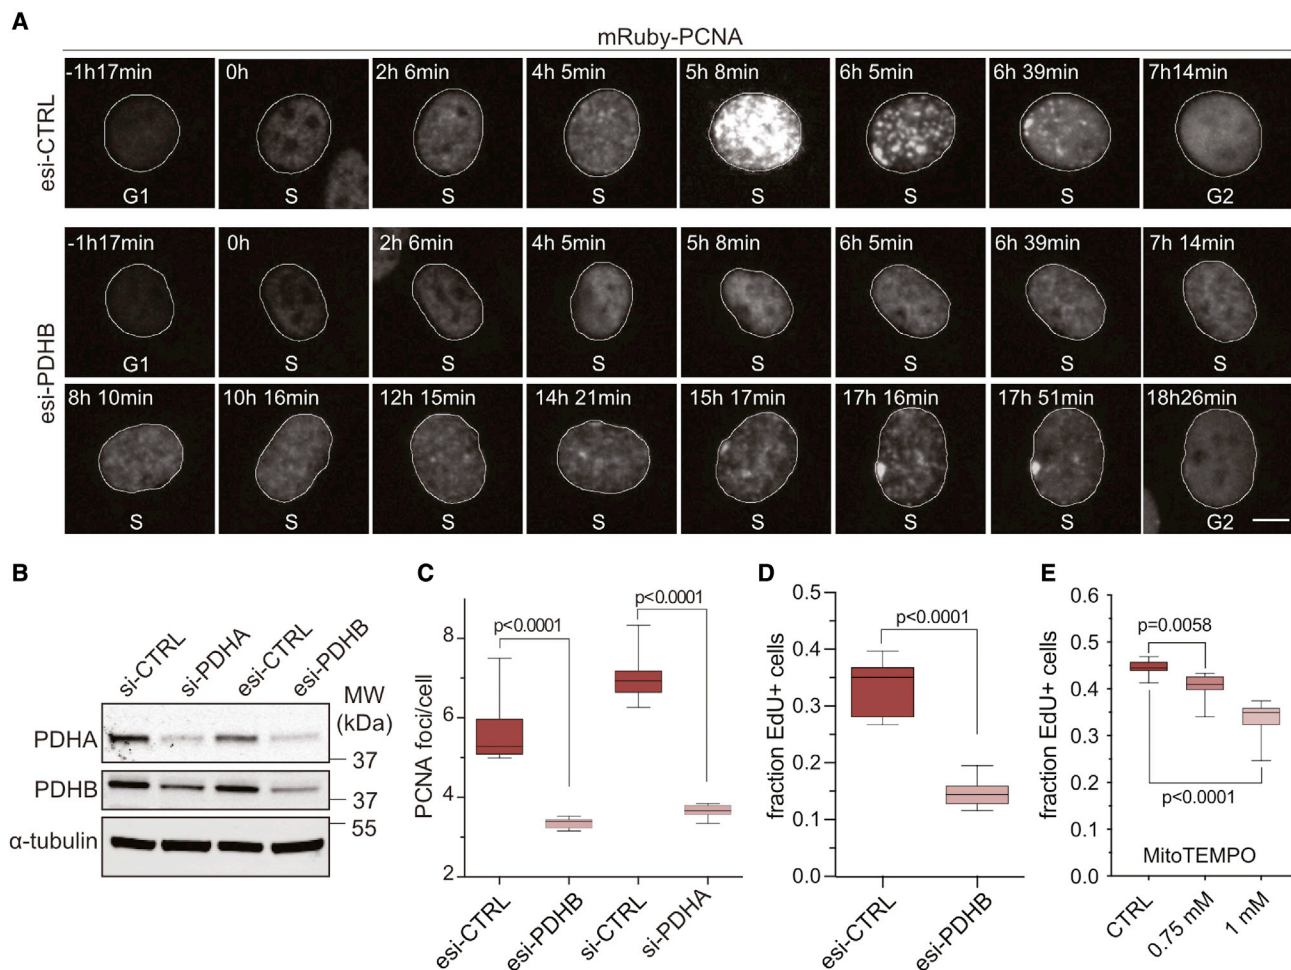 A
mRuby-PCNA
esi-CTRL
-1h17min
0h
2h 6min
4h 5min
5h 8min
6h 5min
6h 39min
7h14min
G1
S
S
S
S
S
S
G2
esi-PDHB
-1h17min
0h
2h 6min
4h 5min
5h 8min
6h 5min
6h 39min
7h 14min
G1
S
S
S
S
S
S
S
8h 10min
10h 16min
12h 15min
14h 21min
15h 17min
17h 16min
17h 51min
18h26min
S
S
S
S
S
S
S
G2
B
si-CTRL
si-PDHA
esi-CTRL
esi-PDHB
MW
(kDa)
PDHA
37
PDHB
37
55
α-tubulin
C
PCNA foci/cell
8
6
4
2
p<0.0001
p<0.0001
esi-CTRL
esi-PDHB
si-CTRL
si-PDHA
D
fraction EdU+ cells
0.5
0.4
0.3
0.2
0.1
0.0
p<0.0001
esi-CTRL
esi-PDHB
E
fraction EdU+ cells
0.6
0.5
0.4
0.3
0.2
0.1
0.0
p=0.0058
p<0.0001
MitoTEMPO
CTRL
0.75 mM
1 mM